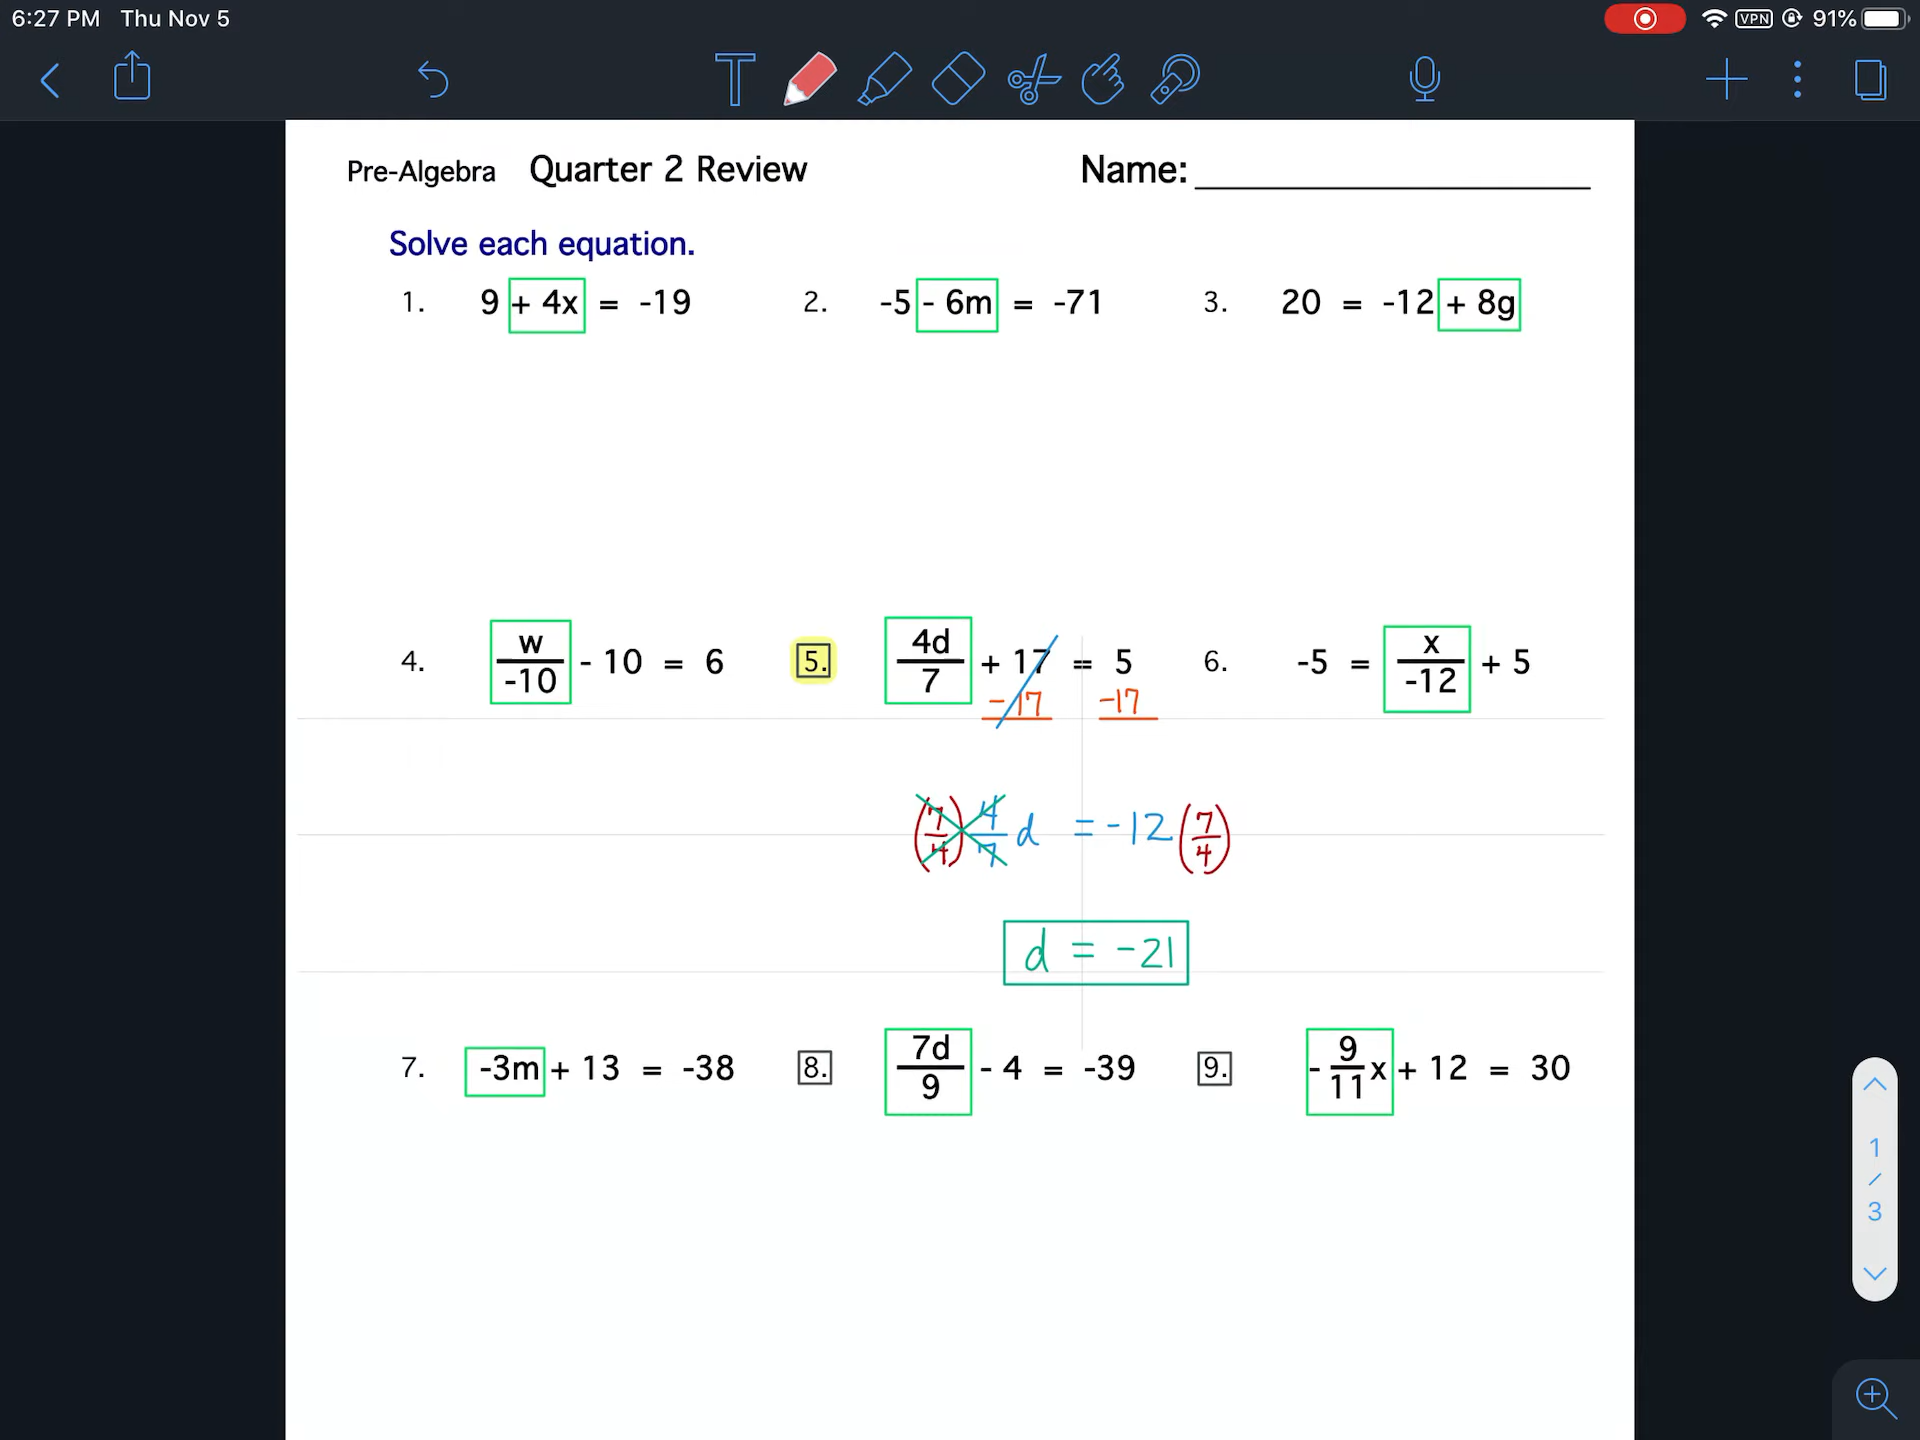 6:27 PM Thu Nov 5 VPN 91%
T
Pre-Algebra Quarter 2 Review Name:
Solve each equation.
1. 9 + 4x = -19 2. -5 - 6m = -71 3. 20 = -12 + 8g
4. w/-10 - 10 = 6 5. 4d/7 + 17 = 5 6. -5 = x/-12 + 5
-17 -17
(7/4) 4/7 d = -12 (7/4)
d = -21
7. -3m + 13 = -38 8. 7d/9 - 4 = -39 9. - 9/11 x + 12 = 30
1
/
3